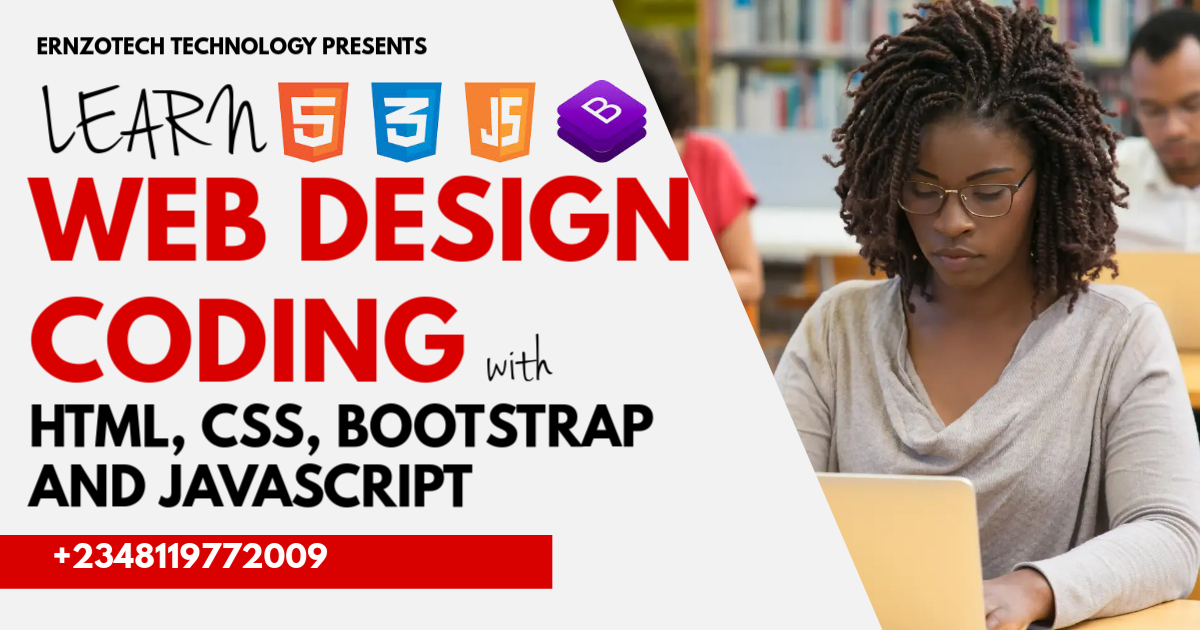 ERNZOTECH TECHNOLOGY PRESENTS
LEARN 5 3 JS B
WEB DESIGN
CODING with
HTML, CSS, BOOTSTRAP
AND JAVASCRIPT
+2348119772009